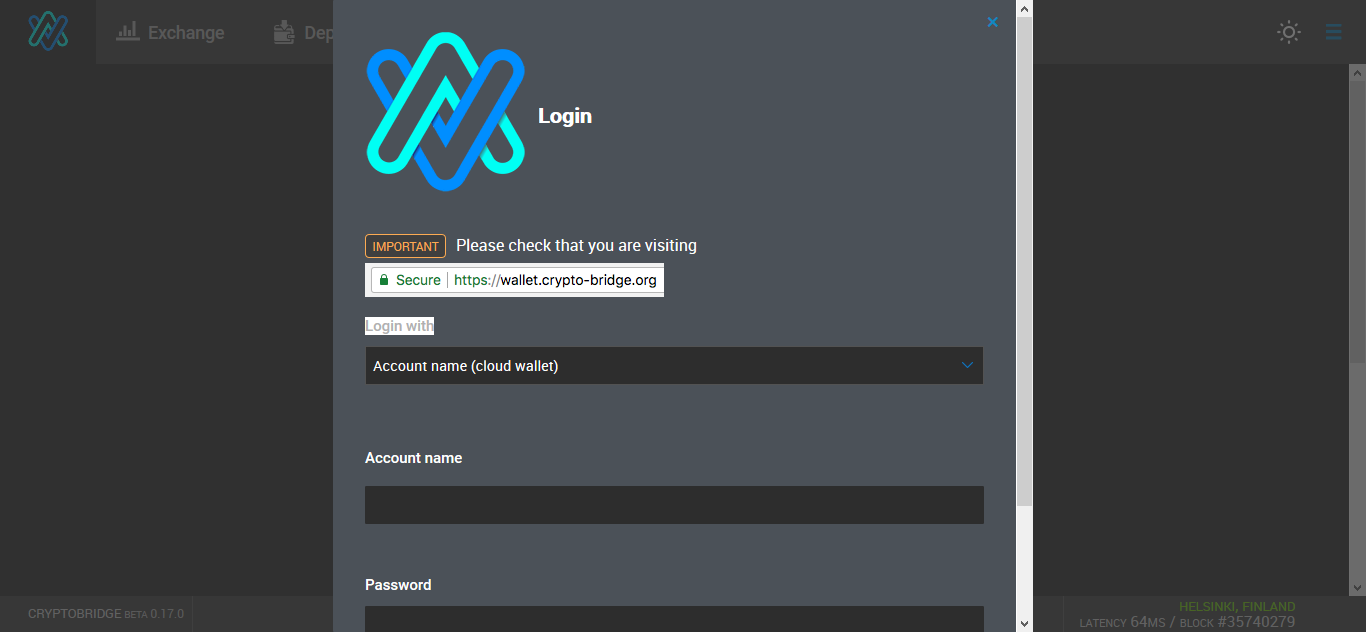 Exchange
Dep
Login
IMPORTANT Please check that you are visiting
Secure https://wallet.crypto-bridge.org
Login with
Account name (cloud wallet)
Account name
Password
CRYPTOBRIDGE BETA 0.17.0
HELSINKI, FINLAND
LATENCY 64MS / BLOCK #35740279